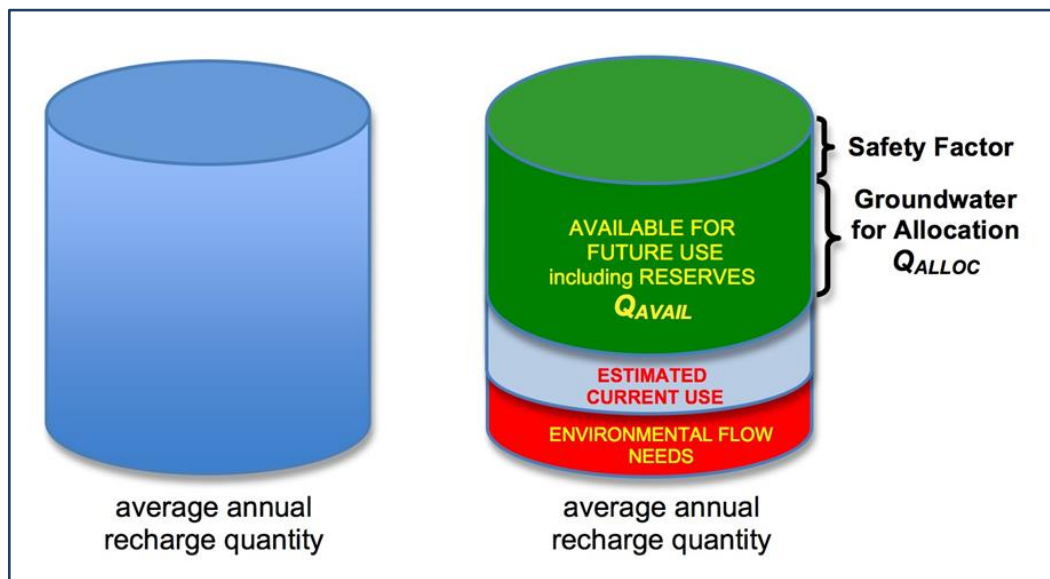 Safety Factor
Groundwater
for Allocation
QALLOC
AVAILABLE FOR
FUTURE USE
including RESERVES
QAVAIL
ESTIMATED
CURRENT USE
ENVIRONMENTAL FLOW
NEEDS
average annual
recharge quantity
average annual
recharge quantity